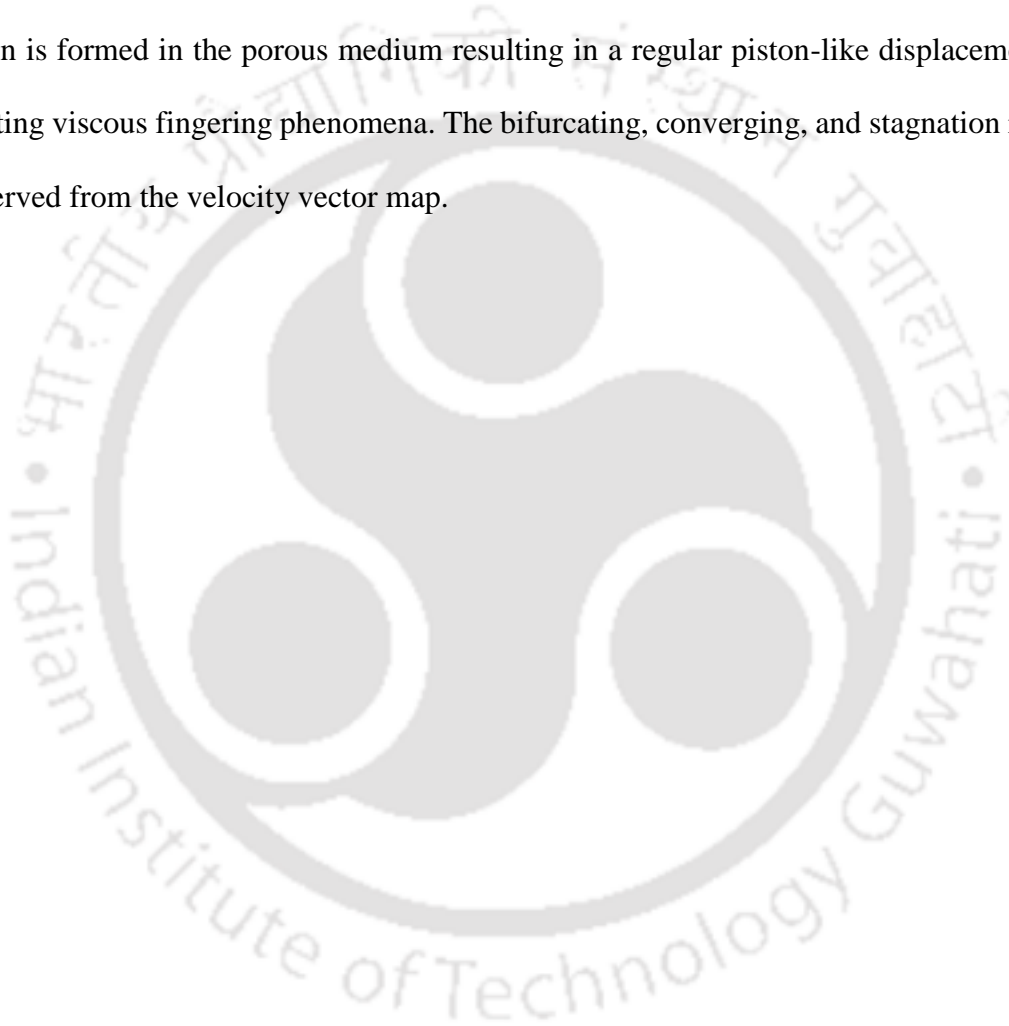 n is formed in the porous medium resulting in a regular piston-like displaceme
ting viscous fingering phenomena. The bifurcating, converging, and stagnation
erved from the velocity vector map.
भारतीय प्रौद्योगिकी संस्थान गुवाहाटी
Indian Institute of Technology Guwahati